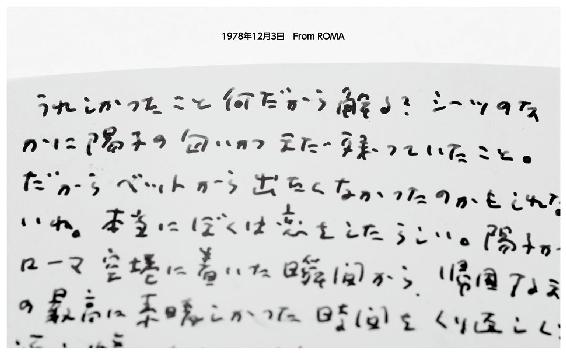 1978年12月3日　From ROMA
うれしかったこと何だから解る? シーツのな
かに陽子の匂いがまだ残っていたこと。
だからベットから出たくなかったのかもしれな
いね。本当にぼくは恋をしたらしい。陽子が
ローマ空港に着いた瞬間から、帰国するま
の最高に素晴しかった時間をくり返しく